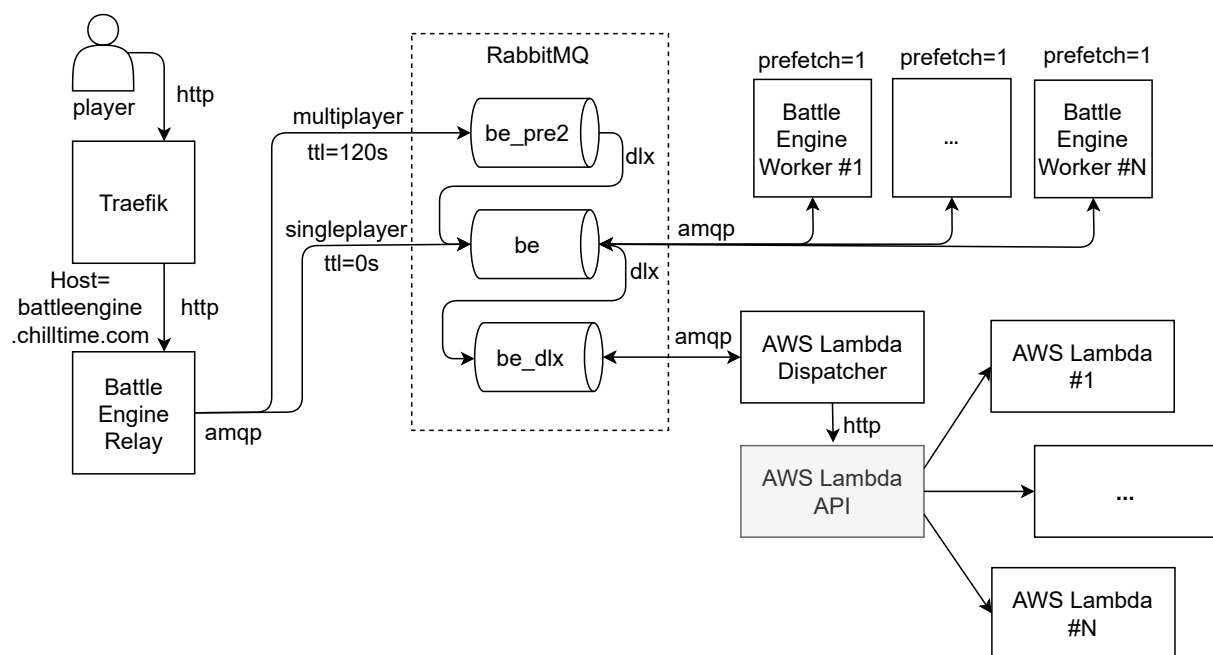 player
http
Traefik
Host=
battleengine
.chilltime.com
http
Battle
Engine
Relay
amqp
multiplayer
ttl=120s
singleplayer
ttl=0s
RabbitMQ
be_pre2
dlx
be
dlx
be_dlx
amqp
prefetch=1
Battle
Engine
Worker #1
prefetch=1
...
prefetch=1
Battle
Engine
Worker #N
amqp
AWS Lambda
Dispatcher
http
AWS Lambda
API
AWS Lambda
#1
...
AWS Lambda
#N